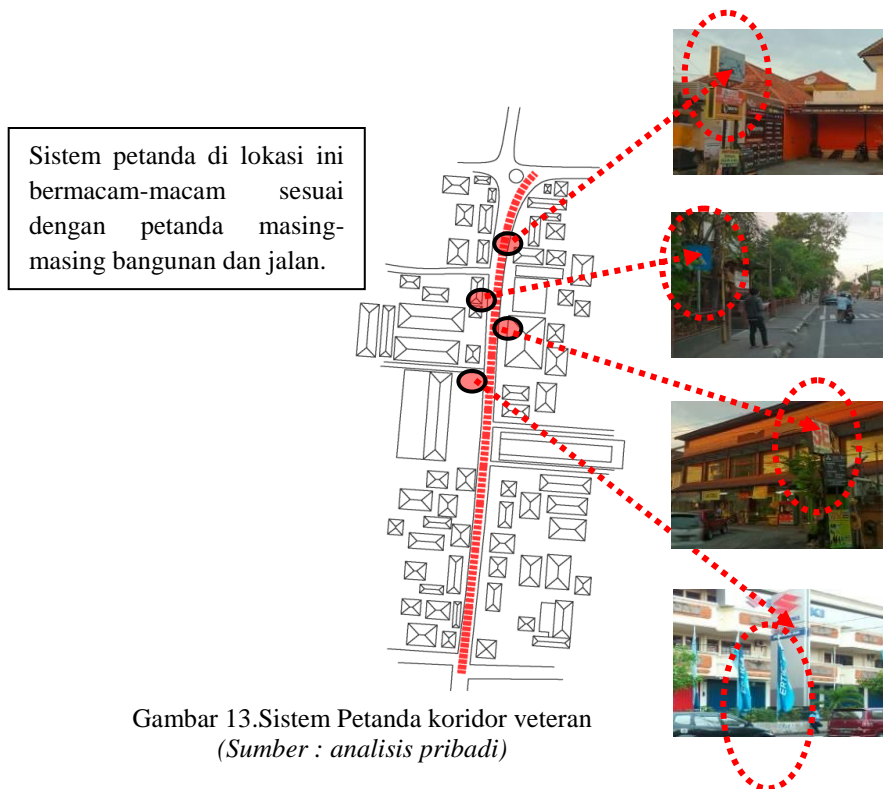 Sistem petanda di lokasi ini
bermacam-macam sesuai
dengan petanda masing-
masing bangunan dan jalan.
ERTIGA
Gambar 13.Sistem Petanda koridor veteran
(Sumber : analisis pribadi)